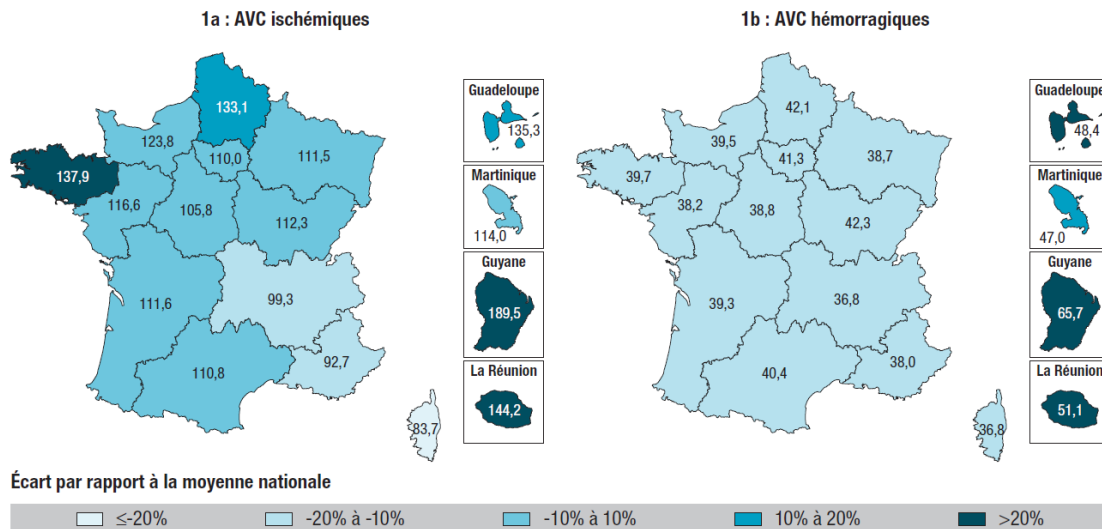 1a : AVC ischémiques
133,1
123,8
110,0
111,5
137,9
116,6
105,8
112,3
111,6
99,3
110,8
92,7
83,7
Guadeloupe
135,3
Martinique
114,0
Guyane
189,5
La Réunion
144,2
1b : AVC hémorragiques
42,1
39,5
41,3
38,7
39,7
38,2
38,8
42,3
39,3
36,8
40,4
38,0
36,8
Guadeloupe
48,4
Martinique
47,0
Guyane
65,7
La Réunion
51,1
Écart par rapport à la moyenne nationale
≤-20% -20% à -10% -10% à 10% 10% à 20% >20%